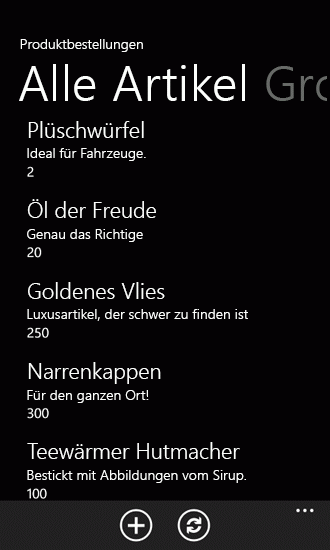 Produktbestellungen
Alle Artikel Gro
Plüschwürfel
Ideal für Fahrzeuge.
2
Öl der Freude
Genau das Richtige
20
Goldenes Vlies
Luxusartikel, der schwer zu finden ist
250
Narrenkappen
Für den ganzen Ort!
300
Teewärmer Hutmacher
Bestickt mit Abbildungen vom Sirup.
100